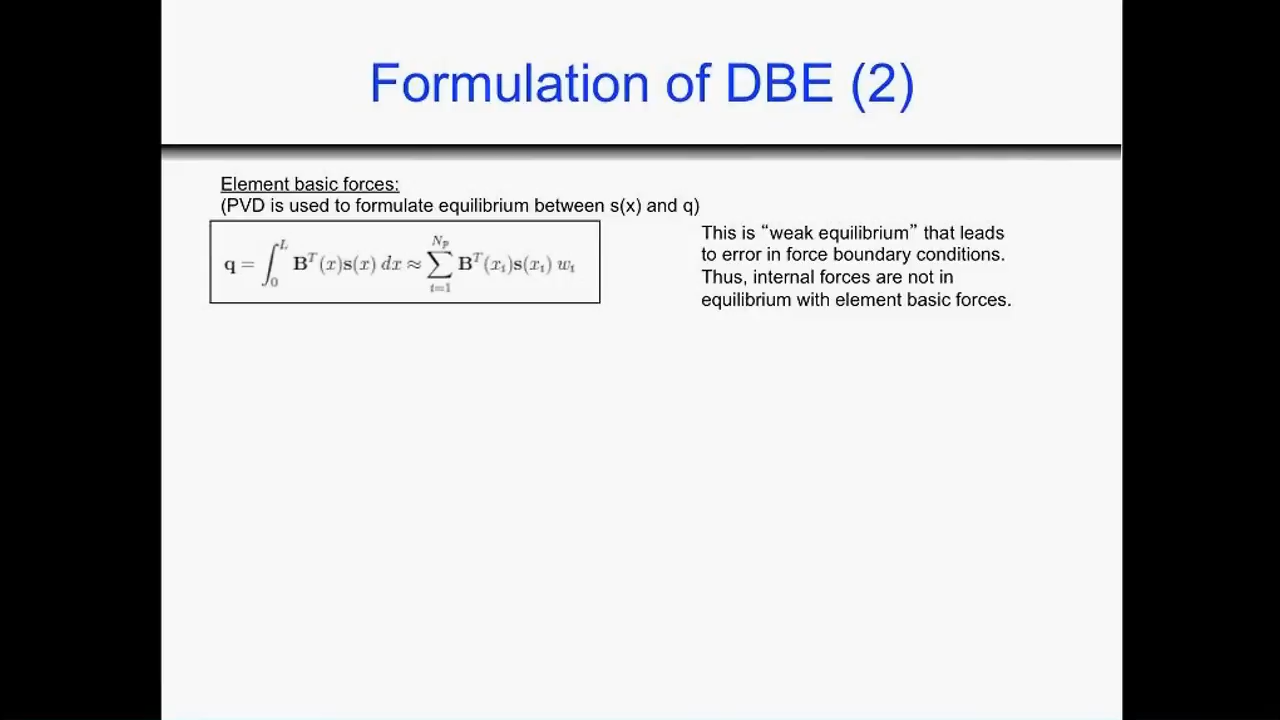 Formulation of DBE (2)
Element basic forces:
(PVD is used to formulate equilibrium between s(x) and q)
q = ∫₀ᴸ Bᵀ(x)s(x) dx ≈ ∑ᵢ₌₁ᴺᵖ Bᵀ(xᵢ)s(xᵢ) wᵢ
This is “weak equilibrium” that leads
to error in force boundary conditions.
Thus, internal forces are not in
equilibrium with element basic forces.